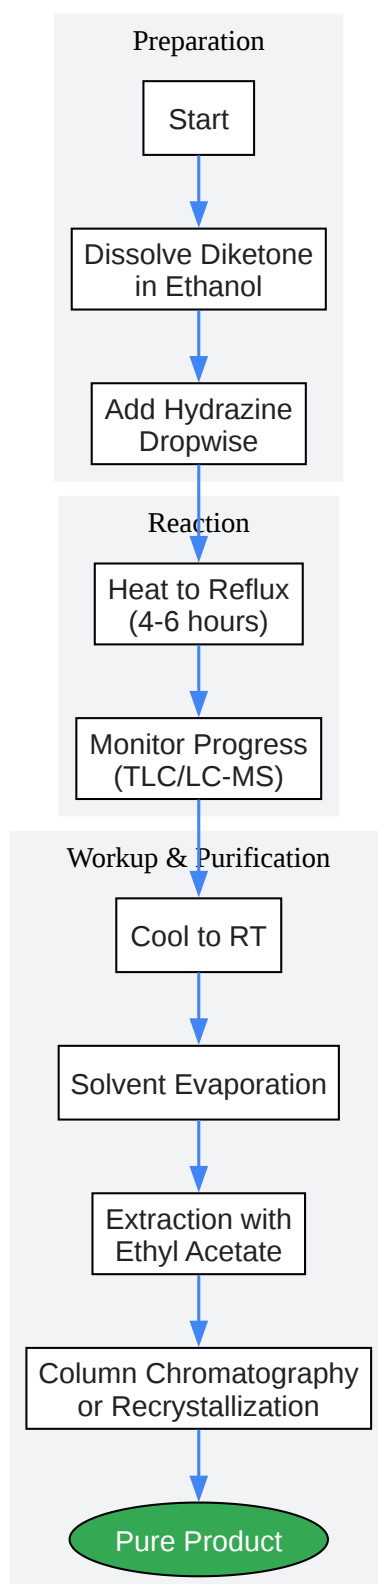 Preparation
Start
Dissolve Diketone
in Ethanol
Add Hydrazine
Dropwise
Reaction
Heat to Reflux
(4-6 hours)
Monitor Progress
(TLC/LC-MS)
Workup & Purification
Cool to RT
Solvent Evaporation
Extraction with
Ethyl Acetate
Column Chromatography
or Recrystallization
Pure Product